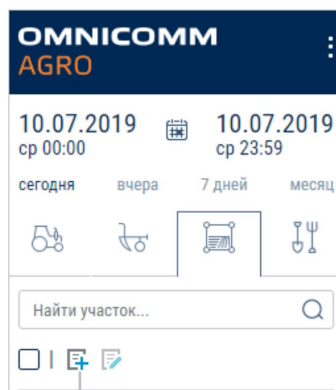 OMNICOMM
AGRO
10.07.2019 10.07.2019
ср 00:00 ср 23:59
сегодня вчера 7 дней месяц
Найти участок...